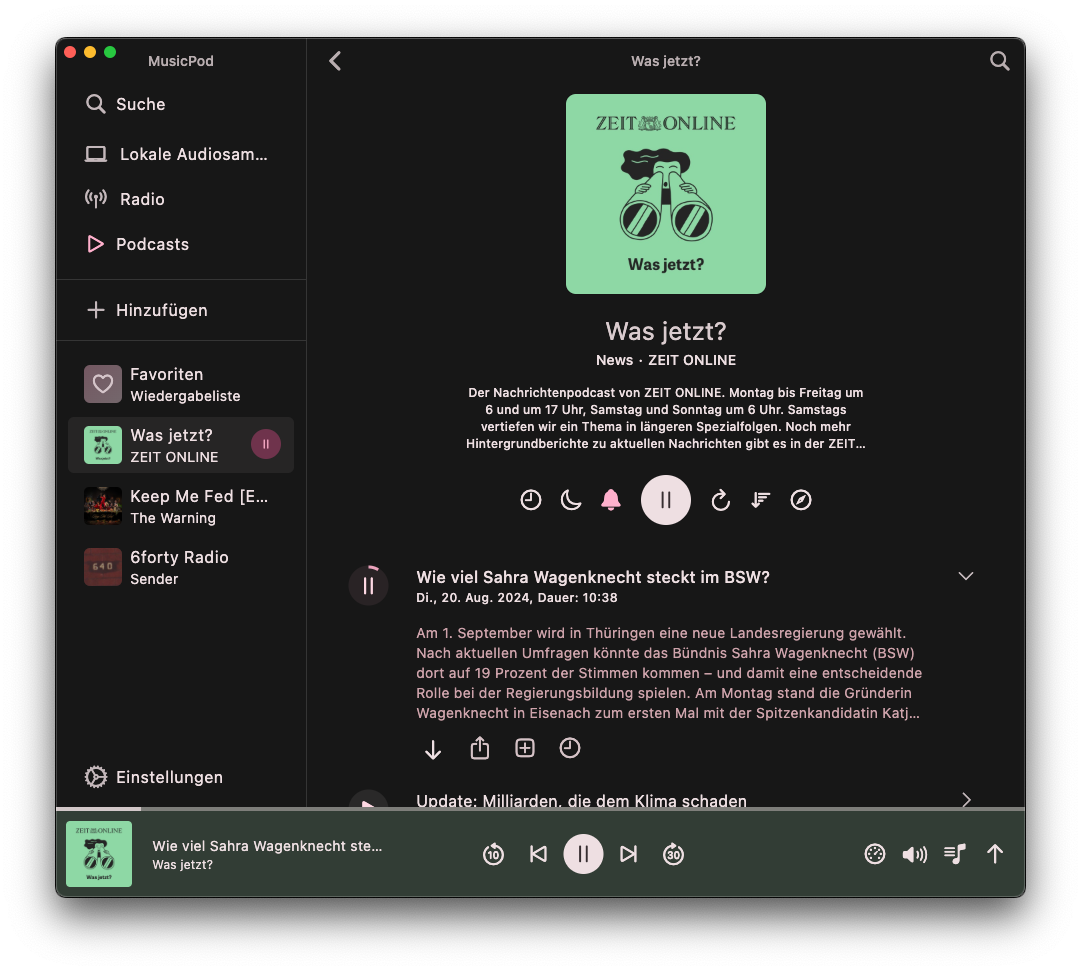 MusicPod
Suche
Lokale Audiosam...
Radio
Podcasts
Hinzufügen
Favoriten
Wiedergabeliste
Was jetzt?
ZEIT ONLINE
Keep Me Fed [E...
The Warning
640
6forty Radio
Sender
Einstellungen
Was jetzt?
ZEIT ONLINE
Was jetzt?
Was jetzt?
News · ZEIT ONLINE
Der Nachrichtenpodcast von ZEIT ONLINE. Montag bis Freitag um
6 und um 17 Uhr, Samstag und Sonntag um 6 Uhr. Samstags
vertiefen wir ein Thema in längeren Spezialfolgen. Noch mehr
Hintergrundberichte zu aktuellen Nachrichten gibt es in der ZEIT...
Wie viel Sahra Wagenknecht steckt im BSW?
Di., 20. Aug. 2024, Dauer: 10:38
Am 1. September wird in Thüringen eine neue Landesregierung gewählt.
Nach aktuellen Umfragen könnte das Bündnis Sahra Wagenknecht (BSW)
dort auf 19 Prozent der Stimmen kommen – und damit eine entscheidende
Rolle bei der Regierungsbildung spielen. Am Montag stand die Gründerin
Wagenknecht in Eisenach zum ersten Mal mit der Spitzenkandidatin Katj...
Update: Milliarden, die dem Klima schaden
ZEIT ONLINE
Was jetzt?
Wie viel Sahra Wagenknecht ste...
Was jetzt?
10
30